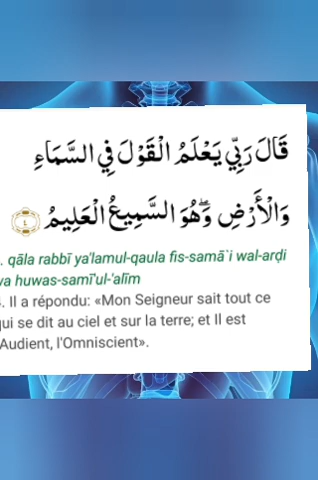 قَالَ رَبِّي يَعْلَمُ الْقَوْلَ فِي السَّمَاءِ
وَالْأَرْضِ ۖ وَهُوَ السَّمِيعُ الْعَلِيمُ ٤
. qāla rabbī ya'lamul-qaula fis-samā`i wal-arḍi
wa huwas-samī'ul-'alīm
4. Il a répondu: «Mon Seigneur sait tout ce
qui se dit au ciel et sur la terre; et Il est
Audient, l'Omniscient».